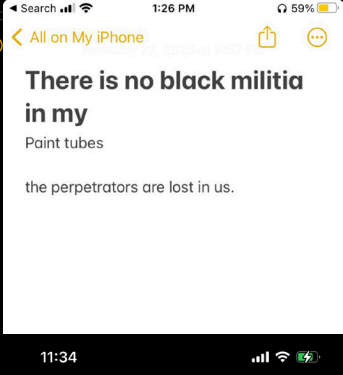 Search 1:26 PM 59%
All on My iPhone
There is no black militia
in my
Paint tubes
the perpetrators are lost in us.
11:34